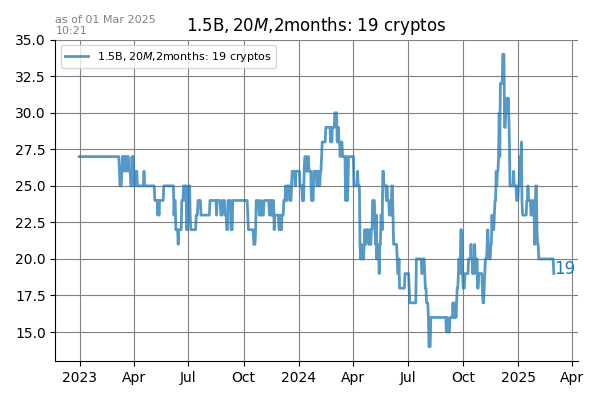 as of 01 Mar 2025
10:21
1.5B, 20M,2months: 19 cryptos
1.5B, 20M,2months: 19 cryptos
35.0
32.5
30.0
27.5
25.0
22.5
20.0
17.5
15.0
19
2023 Apr Jul Oct 2024 Apr Jul Oct 2025 Apr